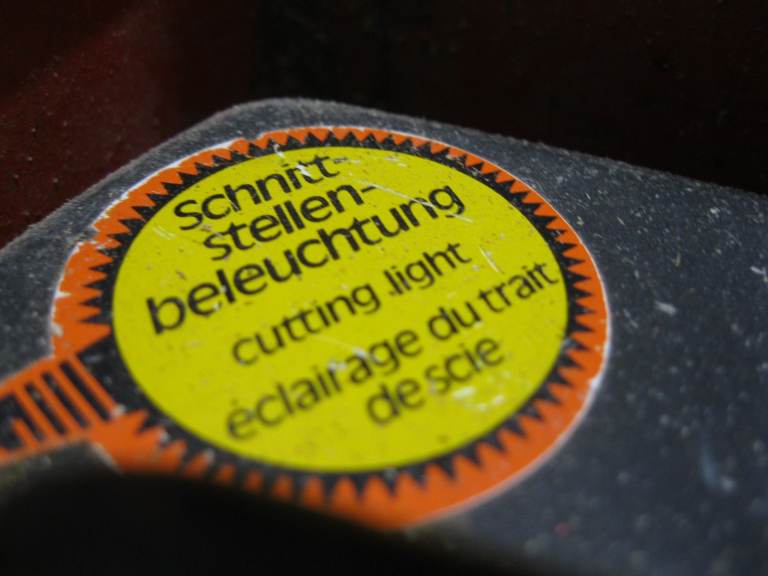 Schnitt-
stellen-
beleuchtung
cutting light
éclairage du trait
de scie